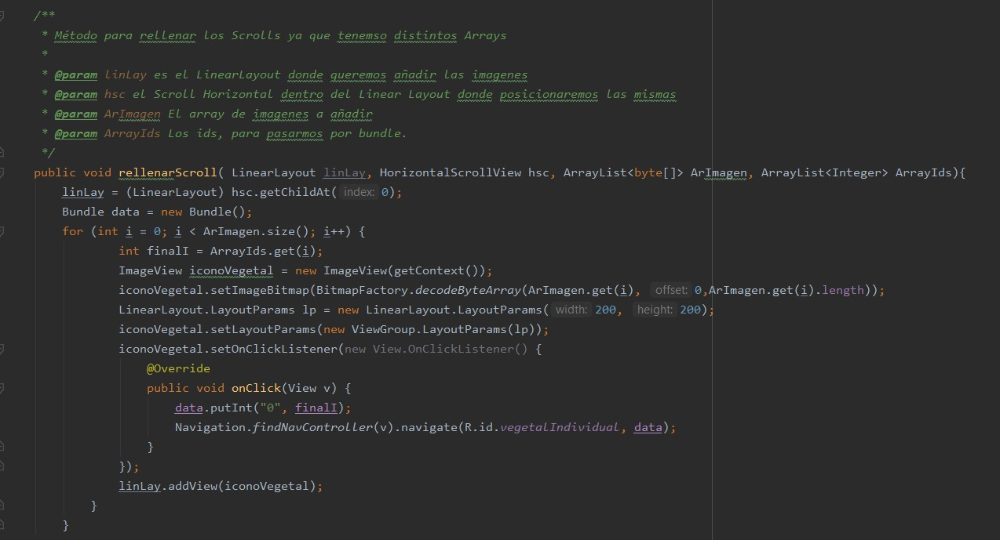 /**
 * Método para rellenar los Scrolls ya que tenemso distintos Arrays
 *
 * @param linLay es el LinearLayout donde queremos añadir las imagenes
 * @param hsc el Scroll Horizontal dentro del Linear Layout donde posicionaremos las mismas
 * @param ArImagen El array de imagenes a añadir
 * @param ArrayIds Los ids, para pasarmos por bundle.
 */
public void rellenarScroll( LinearLayout linLay, HorizontalScrollView hsc, ArrayList<byte[]> ArImagen, ArrayList<Integer> ArrayIds){
    linLay = (LinearLayout) hsc.getChildAt( index: 0);
    Bundle data = new Bundle();
    for (int i = 0; i < ArImagen.size(); i++) {
            int finalI = ArrayIds.get(i);
            ImageView iconoVegetal = new ImageView(getContext());
            iconoVegetal.setImageBitmap(BitmapFactory.decodeByteArray(ArImagen.get(i), offset: 0,ArImagen.get(i).length));
            LinearLayout.LayoutParams lp = new LinearLayout.LayoutParams( width: 200, height: 200);
            iconoVegetal.setLayoutParams(new ViewGroup.LayoutParams(lp));
            iconoVegetal.setOnClickListener(new View.OnClickListener() {
                @Override
                public void onClick(View v) {
                    data.putInt("0", finalI);
                    Navigation.findNavController(v).navigate(R.id.vegetalIndividual, data);
                }
            });
            linLay.addView(iconoVegetal);
        }
    }